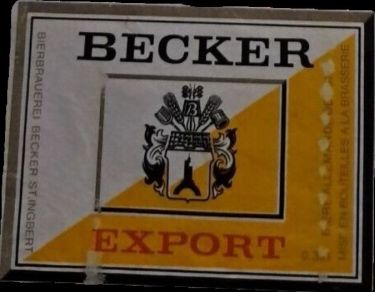 BECKER
BIERBRAUEREI BECKER ST. INGBERT
B
EXPORT
MISE EN BOUTEILLES A LA BRASSERIE